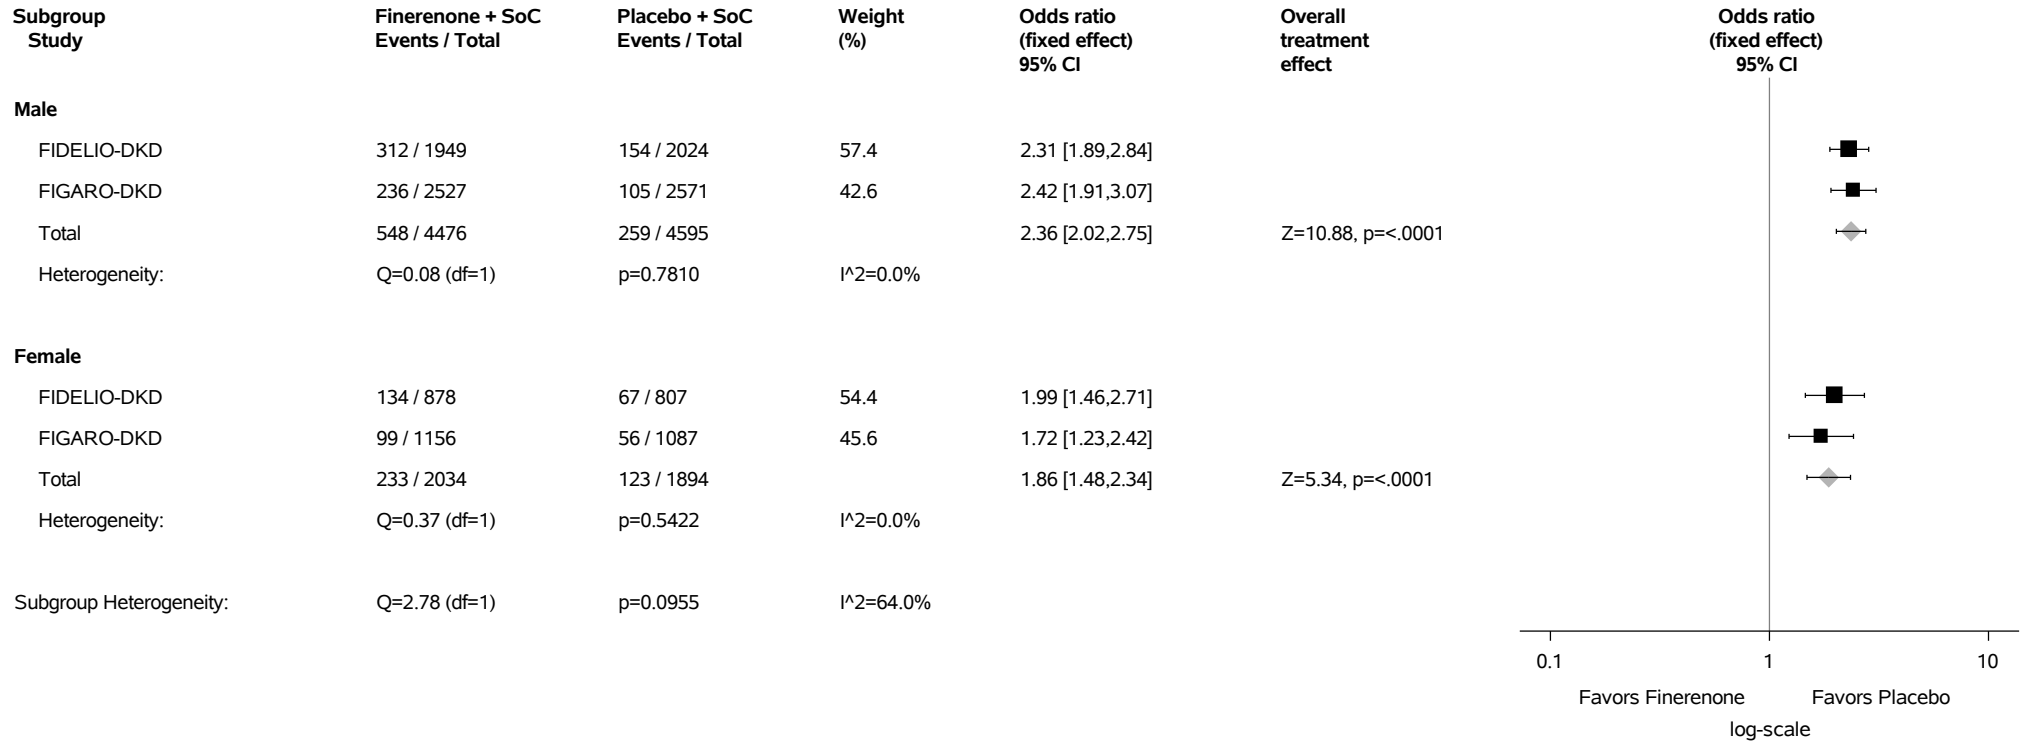 Subgroup Finerenone + SoC Placebo + SoC Weight Odds ratio Overall Odds ratio
Study Events / Total Events / Total (%) (fixed effect) treatment (fixed effect)
95% CI effect 95% CI
Male
FIDELIO-DKD 312 / 1949 154 / 2024 57.4 2.31 [1.89,2.84]
FIGARO-DKD 236 / 2527 105 / 2571 42.6 2.42 [1.91,3.07]
Total 548 / 4476 259 / 4595 2.36 [2.02,2.75] Z=10.88, p=<.0001
Heterogeneity: Q=0.08 (df=1) p=0.7810 I^2=0.0%
Female
FIDELIO-DKD 134 / 878 67 / 807 54.4 1.99 [1.46,2.71]
FIGARO-DKD 99 / 1156 56 / 1087 45.6 1.72 [1.23,2.42]
Total 233 / 2034 123 / 1894 1.86 [1.48,2.34] Z=5.34, p=<.0001
Heterogeneity: Q=0.37 (df=1) p=0.5422 I^2=0.0%
Subgroup Heterogeneity: Q=2.78 (df=1) p=0.0955 I^2=64.0%
0.1 1 10
Favors Finerenone Favors Placebo
log-scale